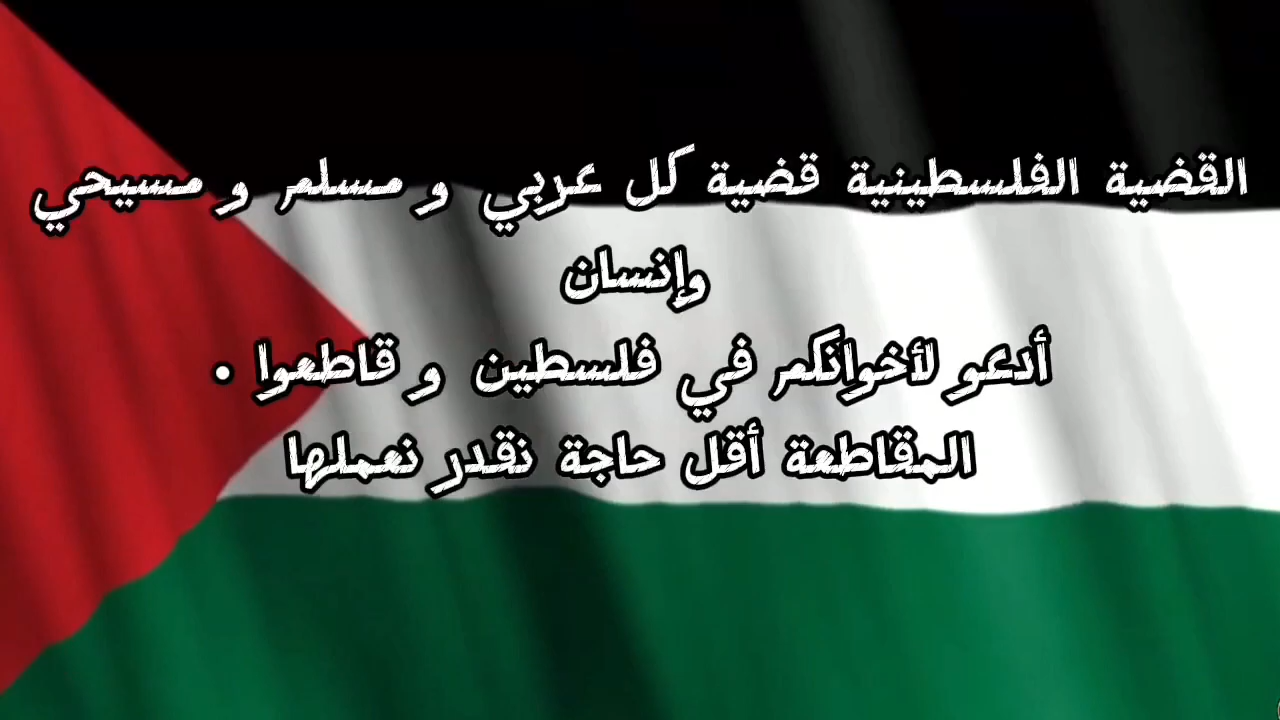 القضية الفلسطينية قضية كل عربي و مسلم و مسيحي
وإنسان
أدعو لأخوانكم في فلسطين و قاطعوا .
المقاطعة أقل حاجة نقدر نعملها